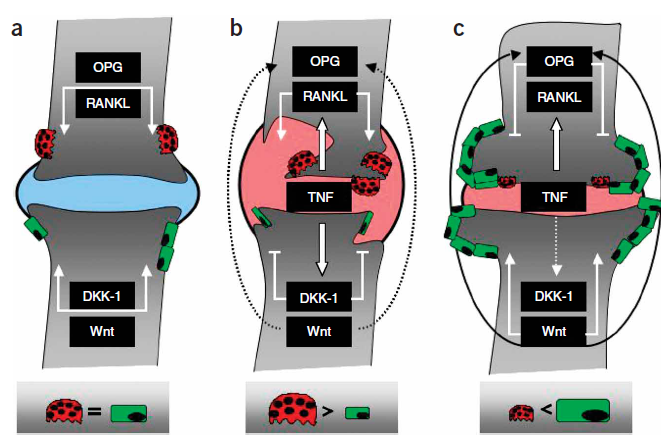 a
OPG
RANKL
DKK-1
Wnt
=
b
OPG
RANKL
TNF
DKK-1
Wnt
>
c
OPG
RANKL
TNF
DKK-1
Wnt
<